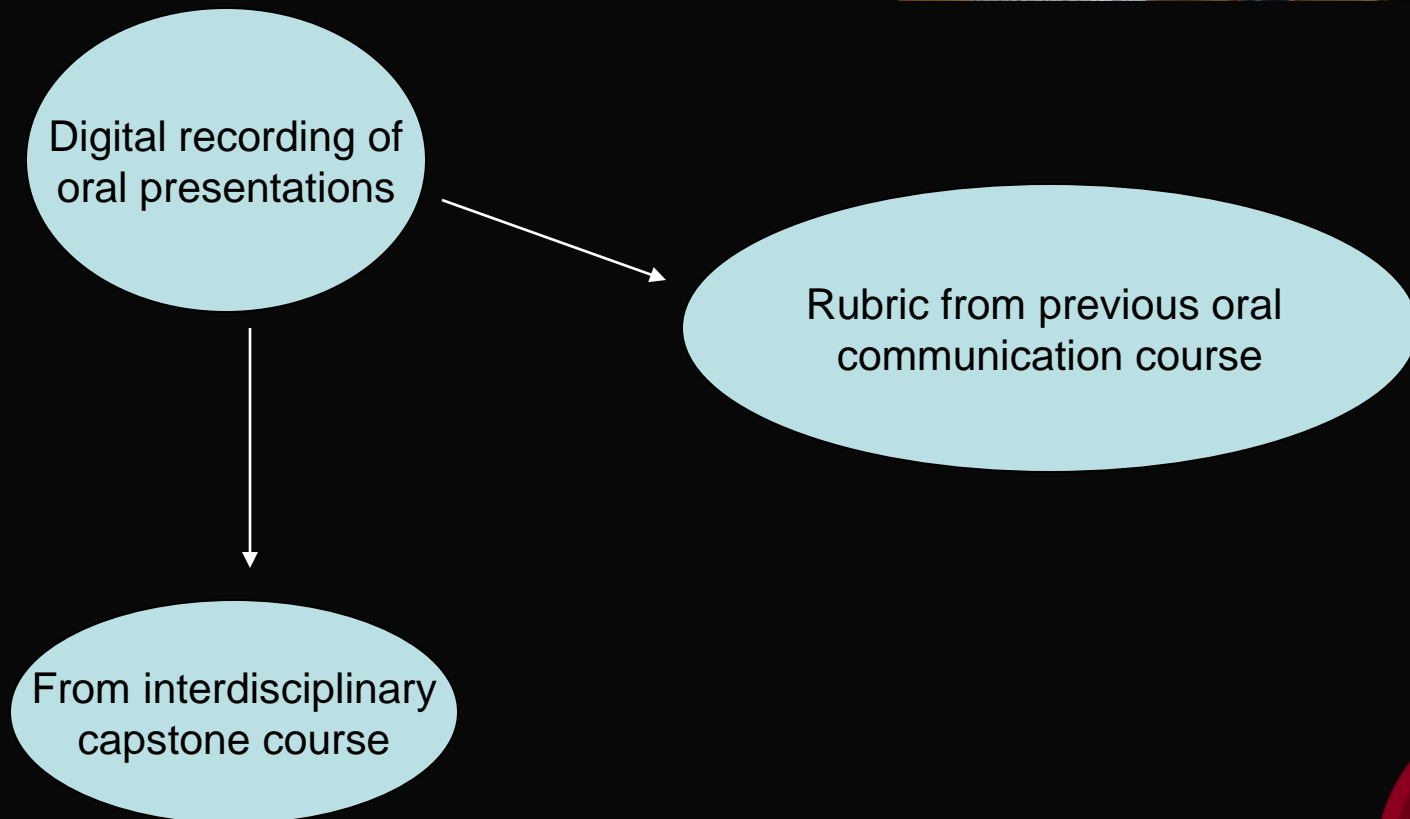 Digital recording of
oral presentations
Rubric from previous oral
communication course
From interdisciplinary
capstone course